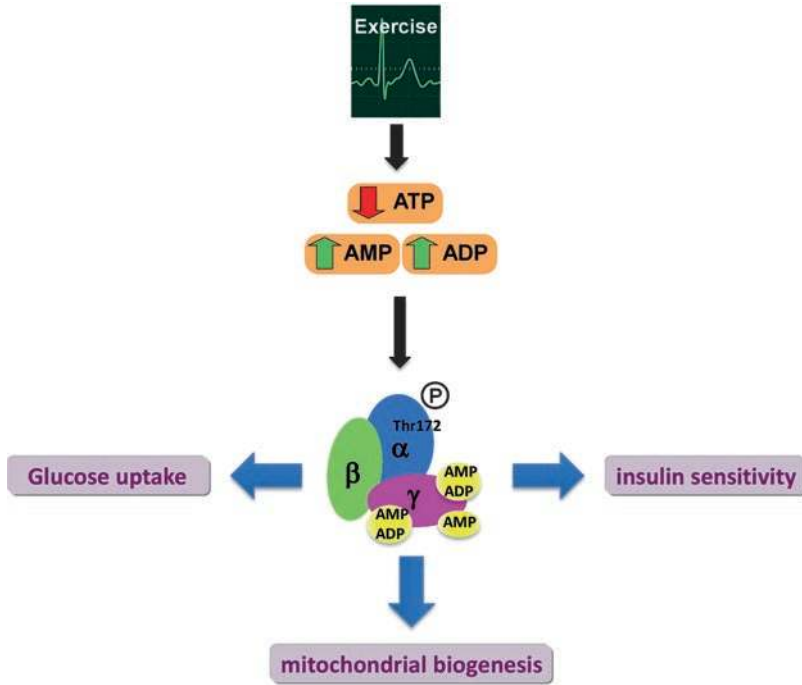 Exercise
ATP
AMP
ADP
P
Thr172
α
β
γ
AMP
ADP
AMP
ADP
AMP
Glucose uptake
insulin sensitivity
mitochondrial biogenesis